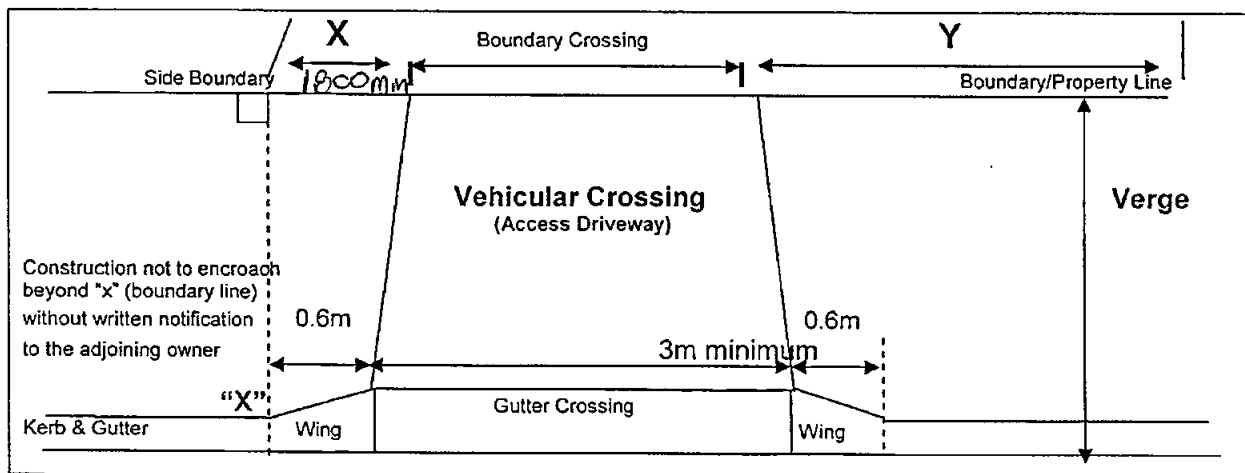 X
Boundary Crossing
Y
Side Boundary
1800mm
Boundary/Property Line
Vehicular Crossing
(Access Driveway)
Verge
Construction not to encroach
beyond "x" (boundary line)
without written notification
to the adjoining owner
0.6m
0.6m
3m minimum
"X"
Gutter Crossing
Kerb & Gutter
Wing
Wing